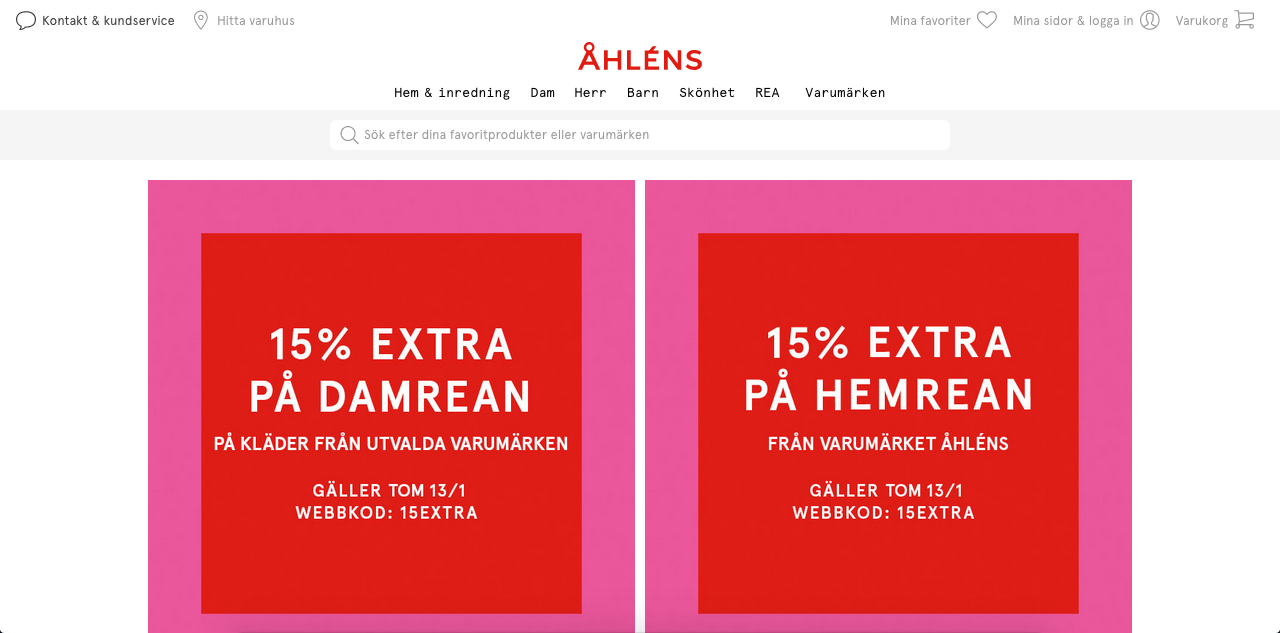 Kontakt & kundservice
Hitta varuhus
Mina favoriter
Mina sidor & logga in
Varukorg
ÅHLÉNS
Hem & inredning
Dam
Herr
Barn
Skönhet
REA
Varumärken
Sök efter dina favoritprodukter eller varumärken
15% EXTRA
PÅ DAMREAN
PÅ KLÄDER FRÅN UTVALDA VARUMÄRKEN
GÄLLER TOM 13/1
WEBBKOD: 15EXTRA
15% EXTRA
PÅ HEMREAN
FRÅN VARUMÄRKET ÅHLÉNS
GÄLLER TOM 13/1
WEBBKOD: 15EXTRA